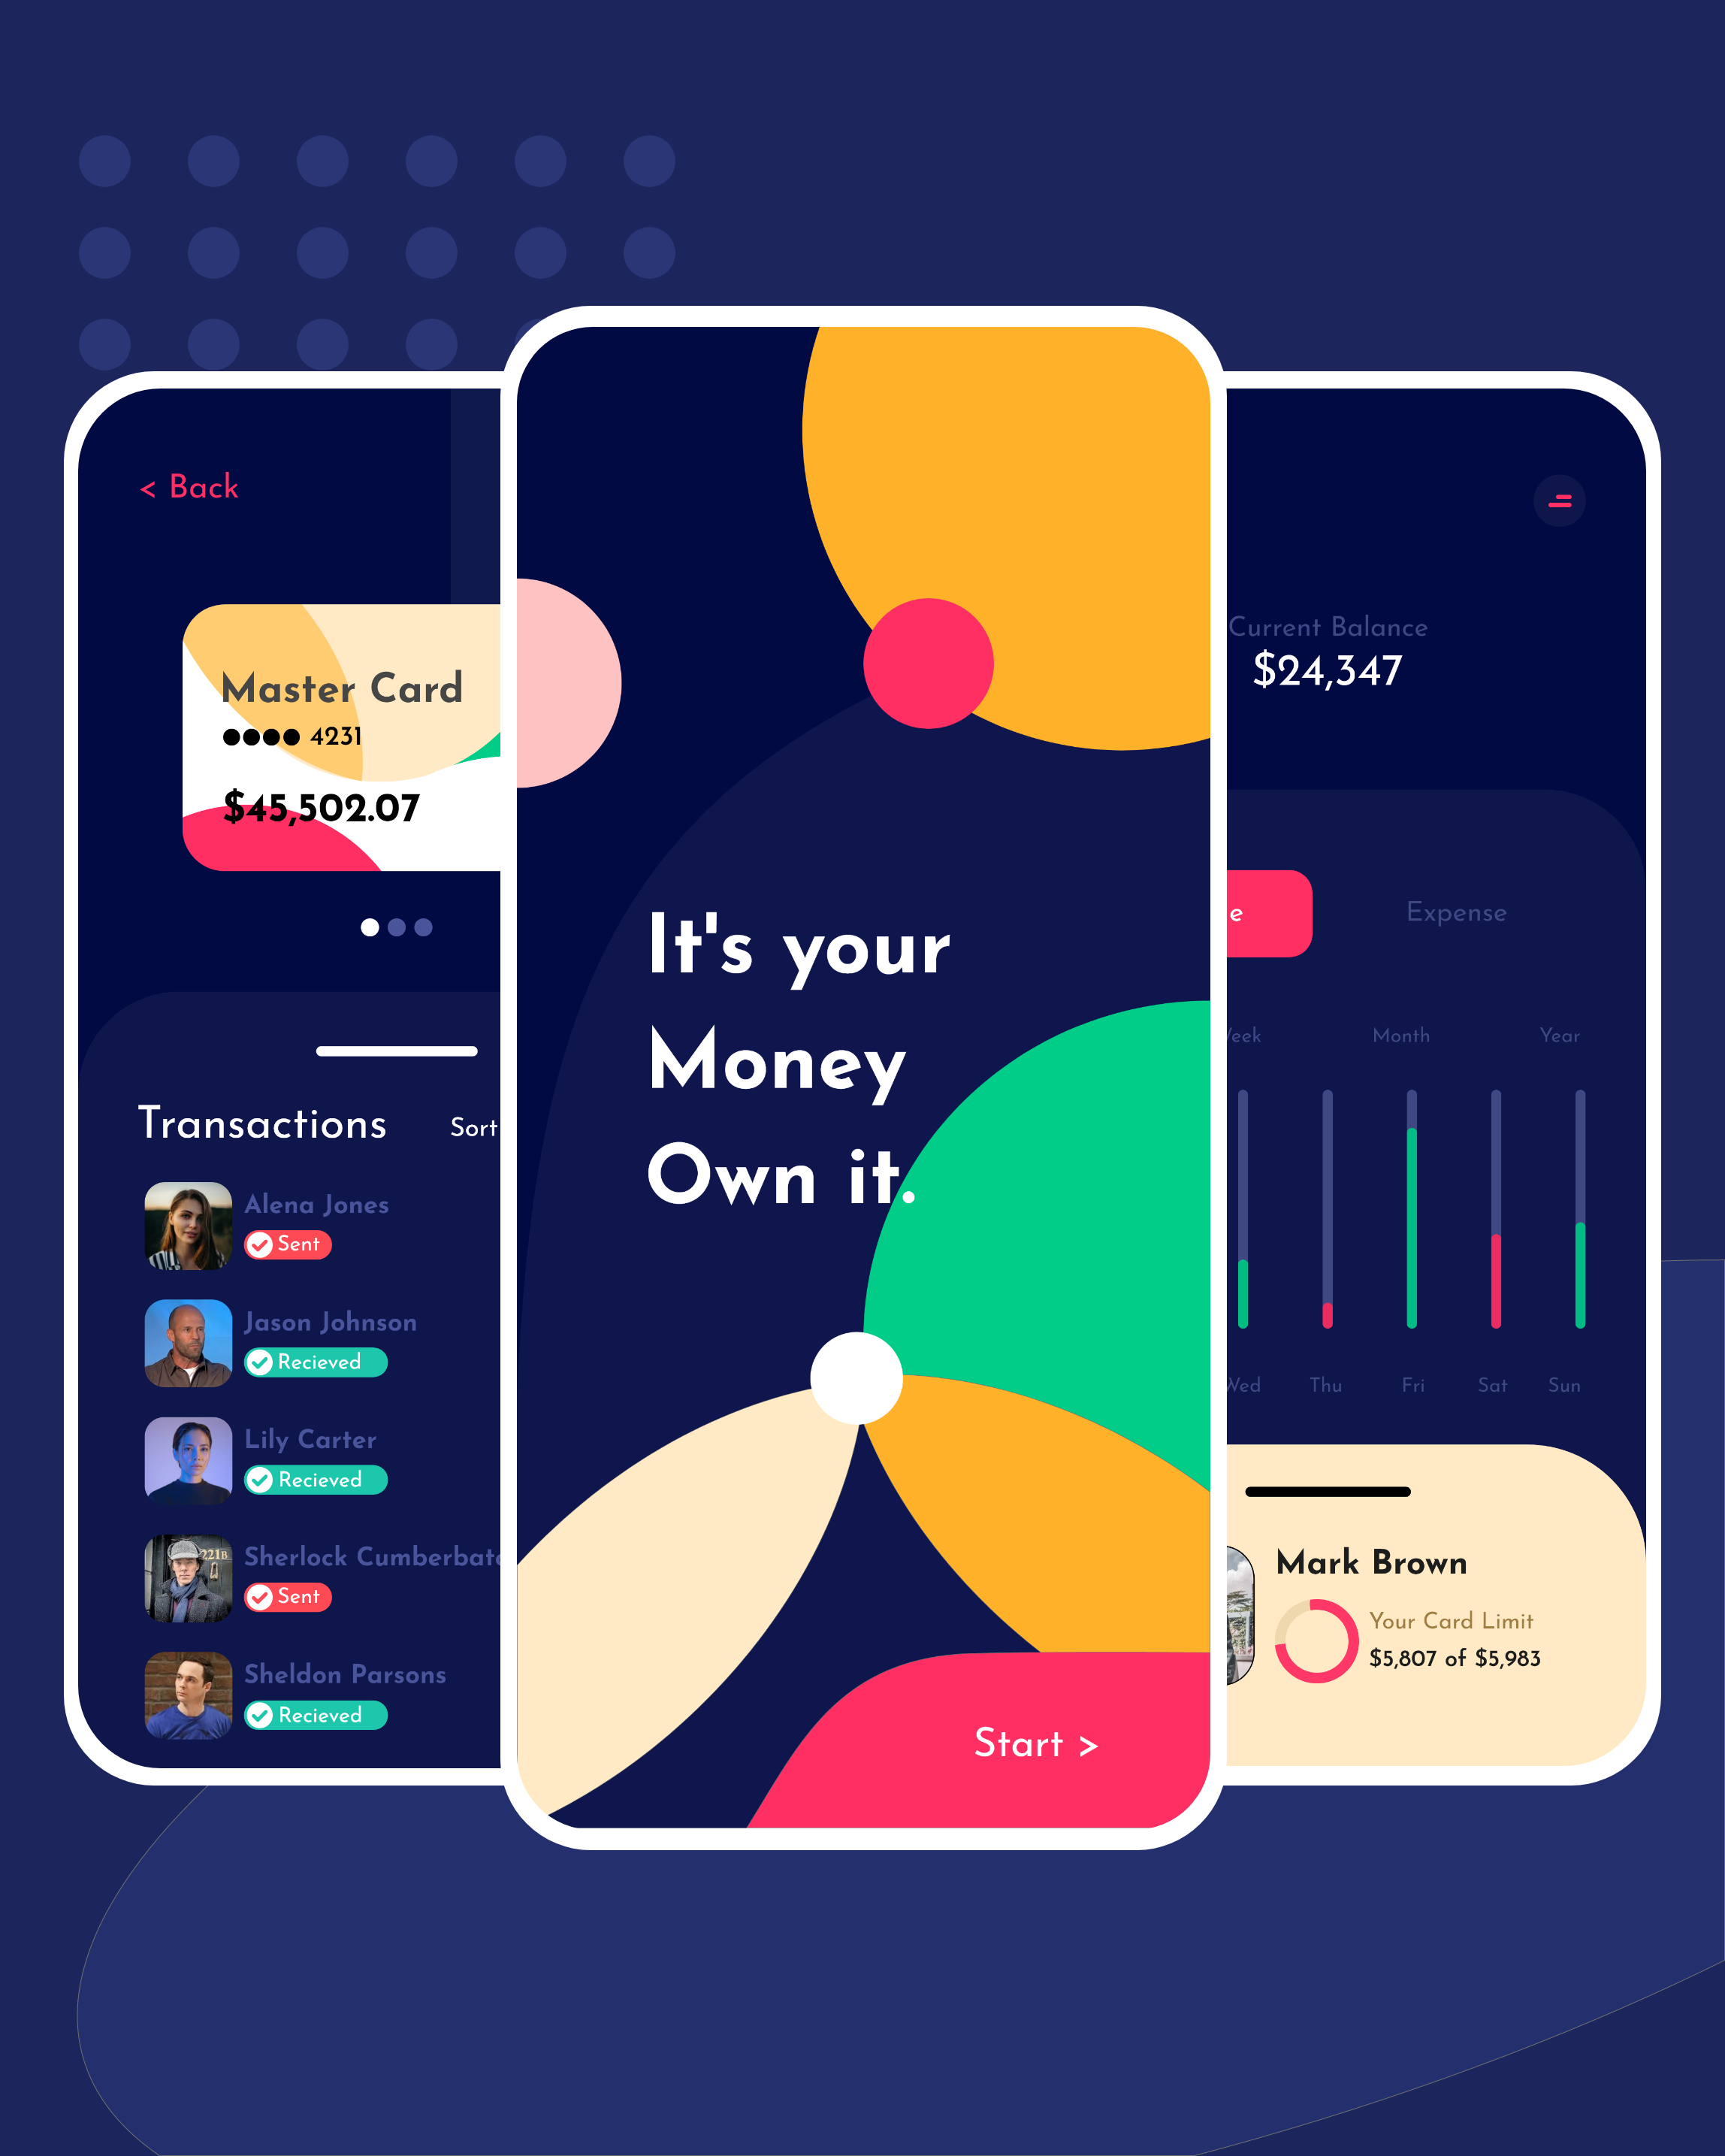 < Back
Master Card
4231
$45,502.07
Transactions
Sort
Alena Jones
Sent
Jason Johnson
Recieved
Lily Carter
Recieved
221B
Sherlock Cumberbatc
Sent
Sheldon Parsons
Recieved
It's your
Money
Own it.
Start >
Current Balance
$24,347
e
Expense
Week
Month
Year
Wed
Thu
Fri
Sat
Sun
Mark Brown
Your Card Limit
$5,807 of $5,983